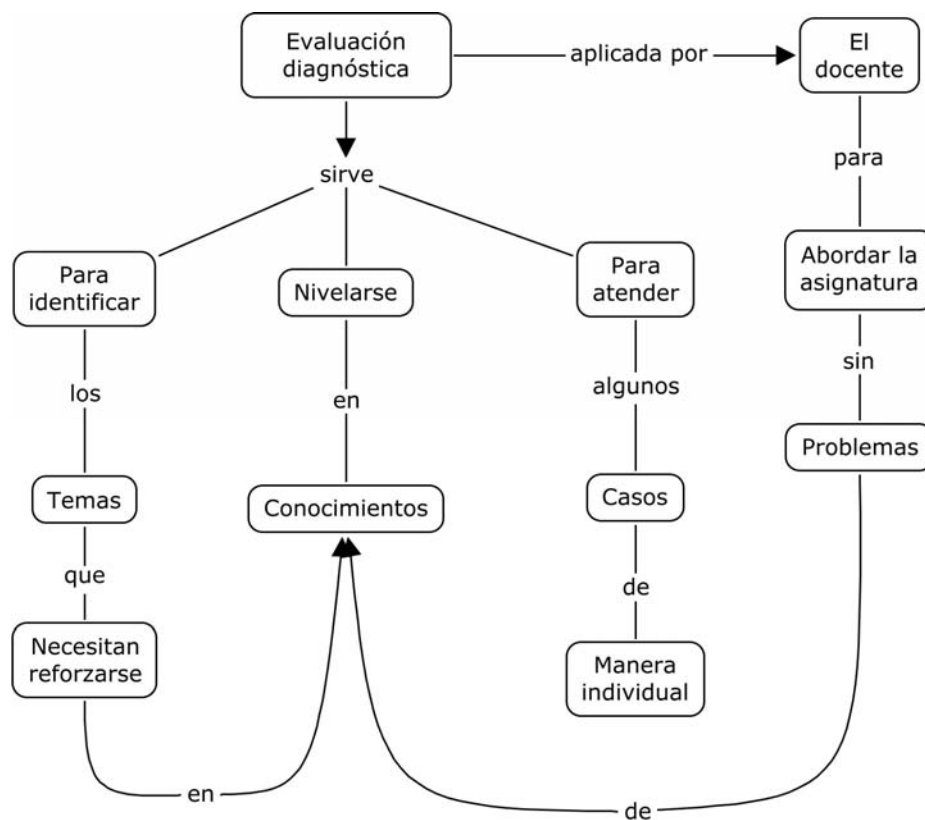 Evaluación
diagnóstica
aplicada por
El
docente
sirve
para
Para
identificar
Nivelarse
Para
atender
Abordar la
asignatura
los
en
algunos
sin
Temas
Conocimientos
Casos
Problemas
que
de
Necesitan
reforzarse
Manera
individual
en
de